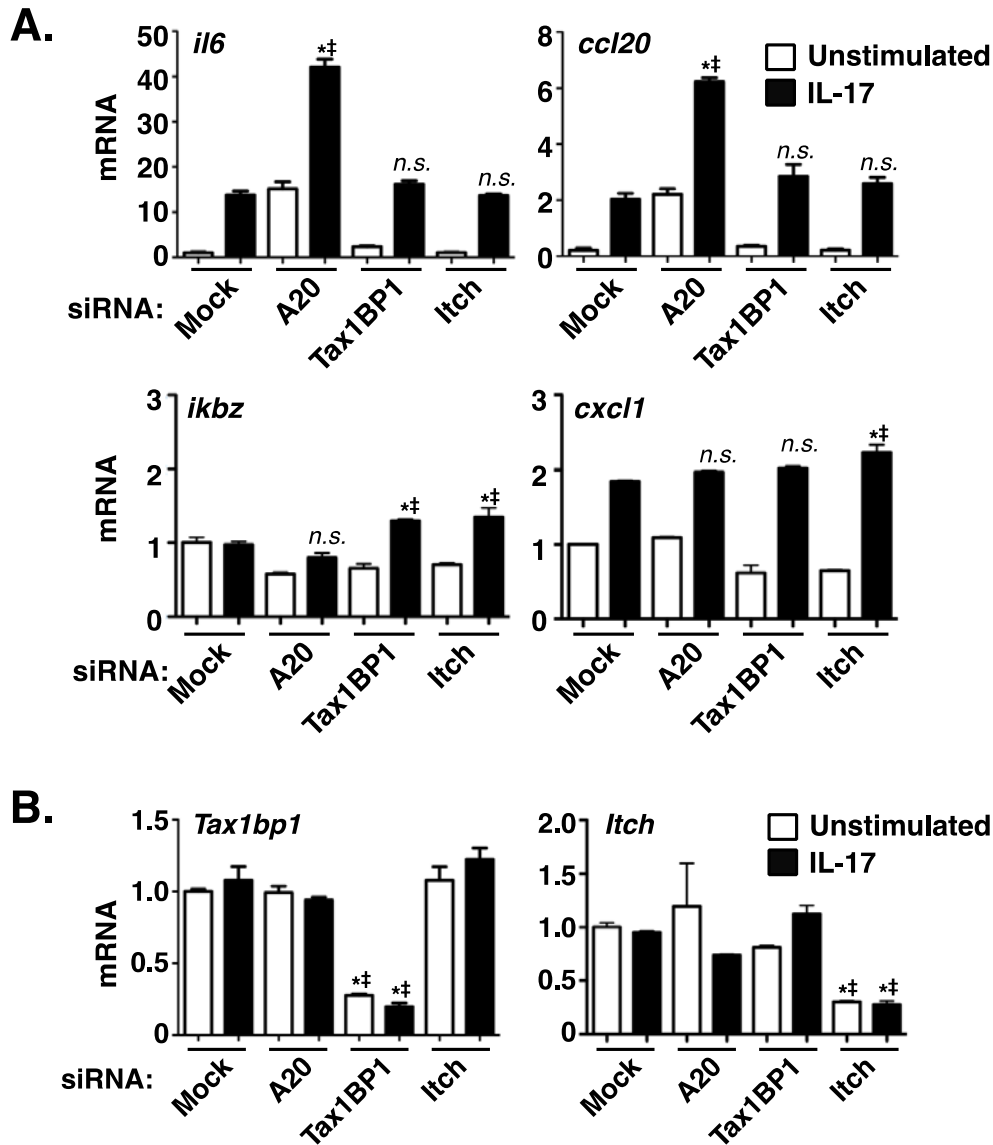 A.
il6
ccl20
Unstimulated
IL-17
mRNA
50
40
30
20
10
0
8
6
4
2
0
*‡
n.s.
n.s.
*‡
n.s.
n.s.
siRNA:
Mock
A20
Tax1BP1
Itch
Mock
A20
Tax1BP1
Itch
ikbz
cxcl1
mRNA
3
2
1
0
3
2
1
0
n.s.
*‡
*‡
n.s.
n.s.
*‡
siRNA:
Mock
A20
Tax1BP1
Itch
Mock
A20
Tax1BP1
Itch
B.
Tax1bp1
Itch
Unstimulated
IL-17
mRNA
1.5
1.0
0.5
0
2.0
1.5
1.0
0.5
0
*‡
*‡
*‡
*‡
siRNA:
Mock
A20
Tax1BP1
Itch
Mock
A20
Tax1BP1
Itch